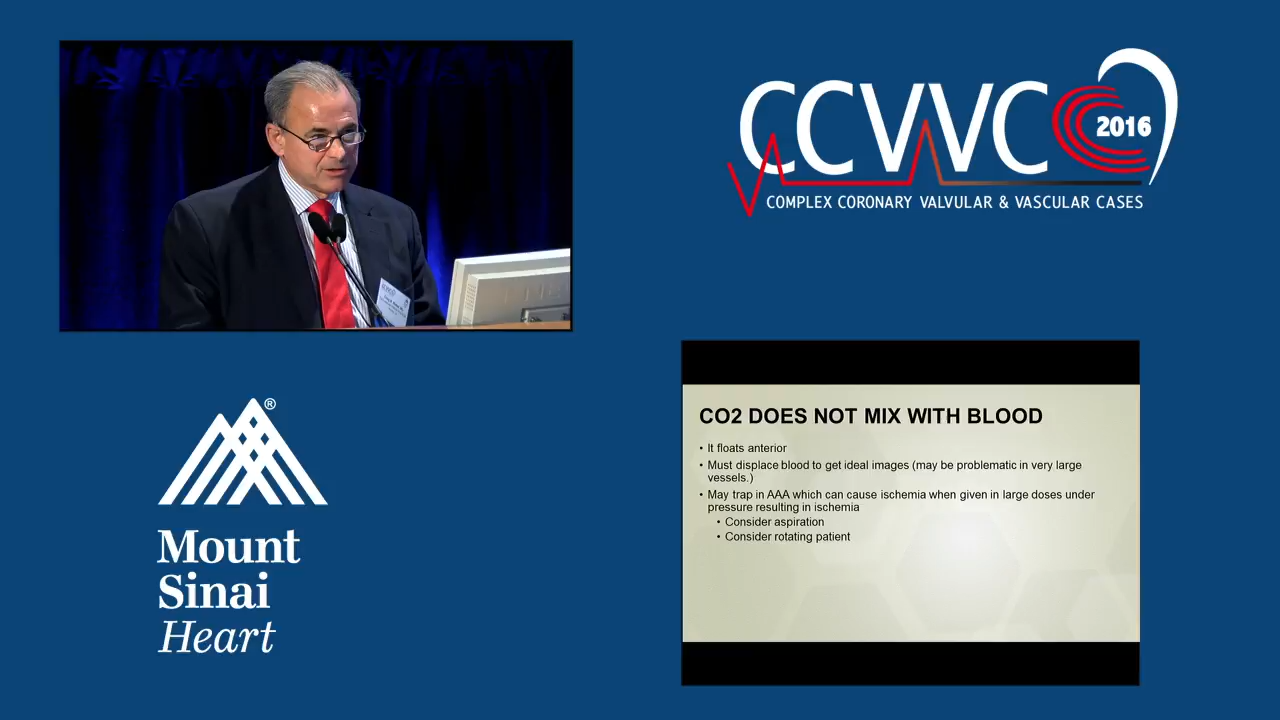 CCVVC
2016
COMPLEX CORONARY VALVULAR & VASCULAR CASES
®
Mount
Sinai
Heart
CO2 DOES NOT MIX WITH BLOOD
• It floats anterior
• Must displace blood to get ideal images (may be problematic in very large
vessels.)
• May trap in AAA which can cause ischemia when given in large doses under
pressure resulting in ischemia
• Consider aspiration
• Consider rotating patient